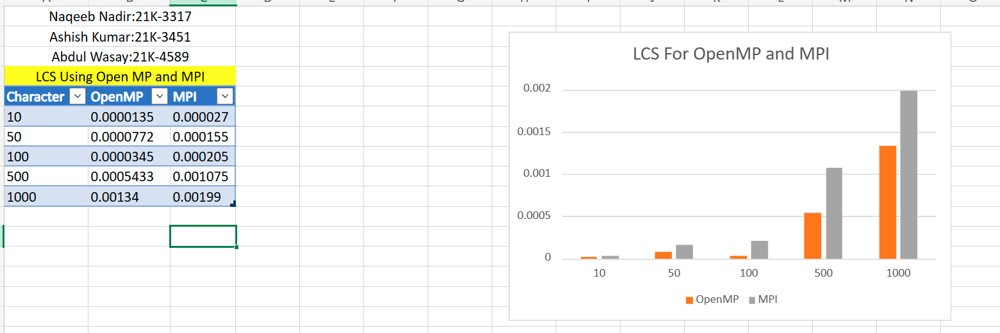 Naqeeb Nadir:21K-3317
Ashish Kumar:21K-3451
Abdul Wasay:21K-4589
LCS Using Open MP and MPI
Character OpenMP MPI
10 0.0000135 0.000027
50 0.0000772 0.000155
100 0.0000345 0.000205
500 0.0005433 0.001075
1000 0.00134 0.00199
LCS For OpenMP and MPI
0.002
0.0015
0.001
0.0005
0
10 50 100 500 1000
OpenMP MPI